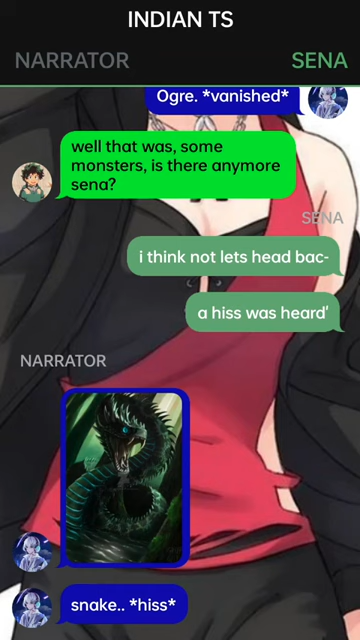 INDIAN TS
NARRATOR
SENA
Ogre. *vanished*
well that was, some
monsters, is there anymore
sena?
SENA
i think not lets head bac-
a hiss was heard'
NARRATOR
snake.. *hiss*